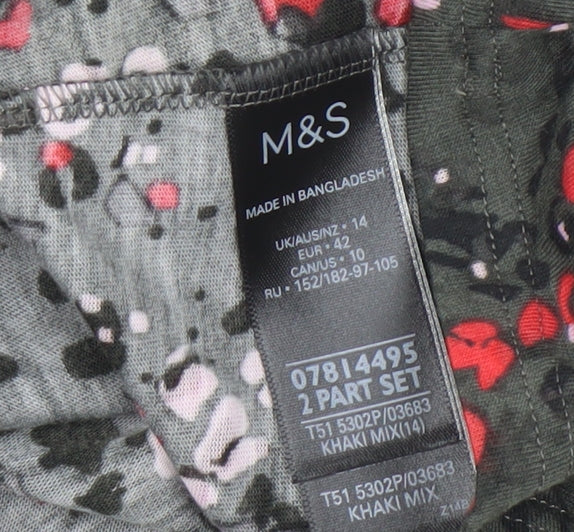 M&S
MADE IN BANGLADESH
UK/AUS/NZ • 14
EUR • 42
CAN/US • 10
RU • 152/182-97-105
07814495
2 PART SET
T51 5302P/03683
KHAKI MIX(14)
T51 5302P/03683
KHAKI MIX